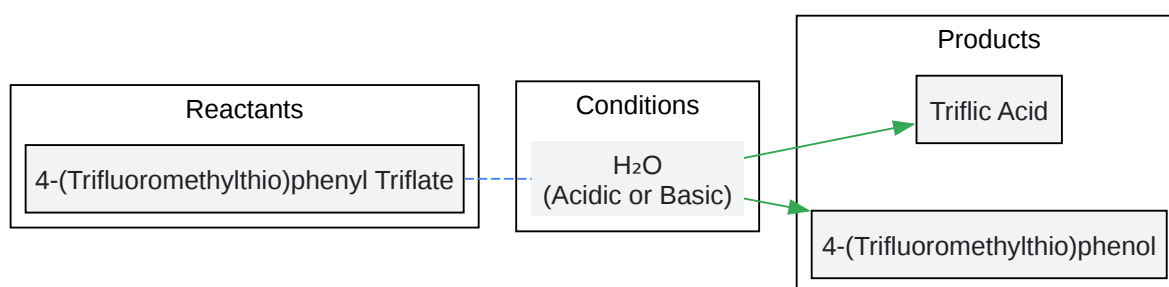 Reactants
4-(Trifluoromethylthio)phenyl Triflate
Conditions
H₂O
(Acidic or Basic)
Products
Triflic Acid
4-(Trifluoromethylthio)phenol